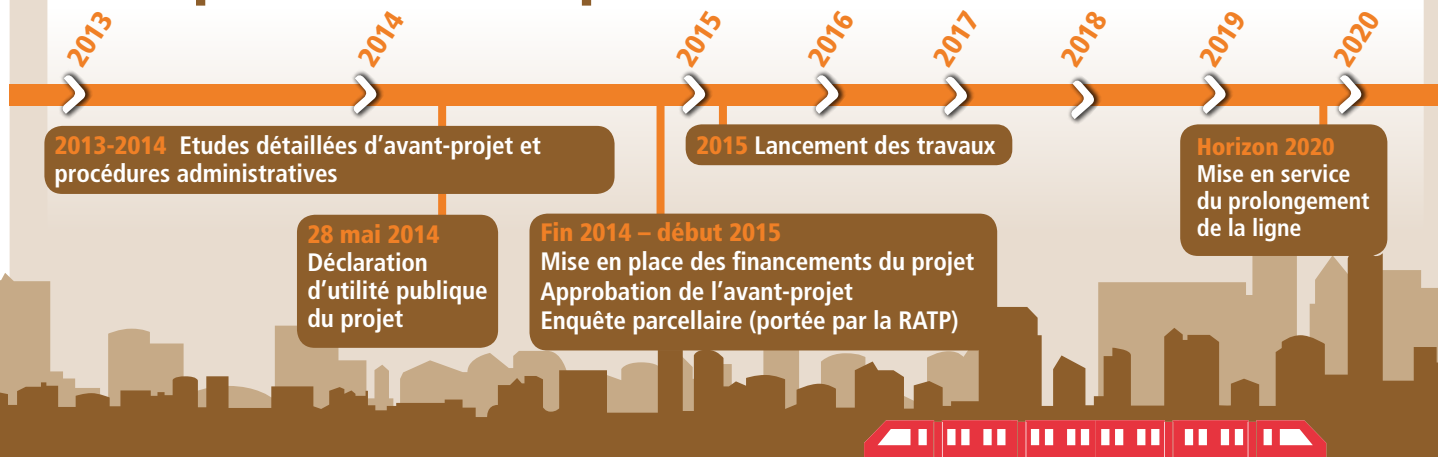 2013
2014
2015
2016
2017
2018
2019
2020
2013-2014 Etudes détaillées d’avant-projet et
procédures administratives
2015 Lancement des travaux
Horizon 2020
Mise en service
du prolongement
de la ligne
28 mai 2014
Déclaration
d’utilité publique
du projet
Fin 2014 – début 2015
Mise en place des financements du projet
Approbation de l’avant-projet
Enquête parcellaire (portée par la RATP)